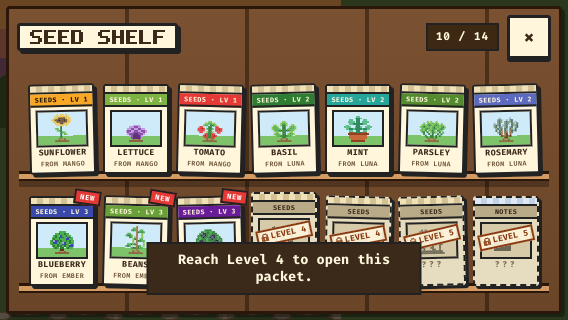 SEED SHELF
10 / 14
×
SEEDS · LV 1
SEEDS · LV 1
SEEDS · LV 1
SEEDS · LV 2
SEEDS · LV 2
SEEDS · LV 2
SEEDS · LV 2
SUNFLOWER
LETTUCE
TOMATO
BASIL
MINT
PARSLEY
ROSEMARY
FROM MANGO
FROM MANGO
FROM MANGO
FROM LUNA
FROM LUNA
FROM LUNA
FROM LUNA
NEW
NEW
NEW
SEEDS · LV 3
SEEDS · LV 3
SEEDS · LV 3
SEEDS
SEEDS
SEEDS
NOTES
LEVEL 4
LEVEL 4
LEVEL 5
LEVEL 5
BLUEBERRY
BEANS
???
???
FROM EMBER
FROM EMB
Reach Level 4 to open this
packet.